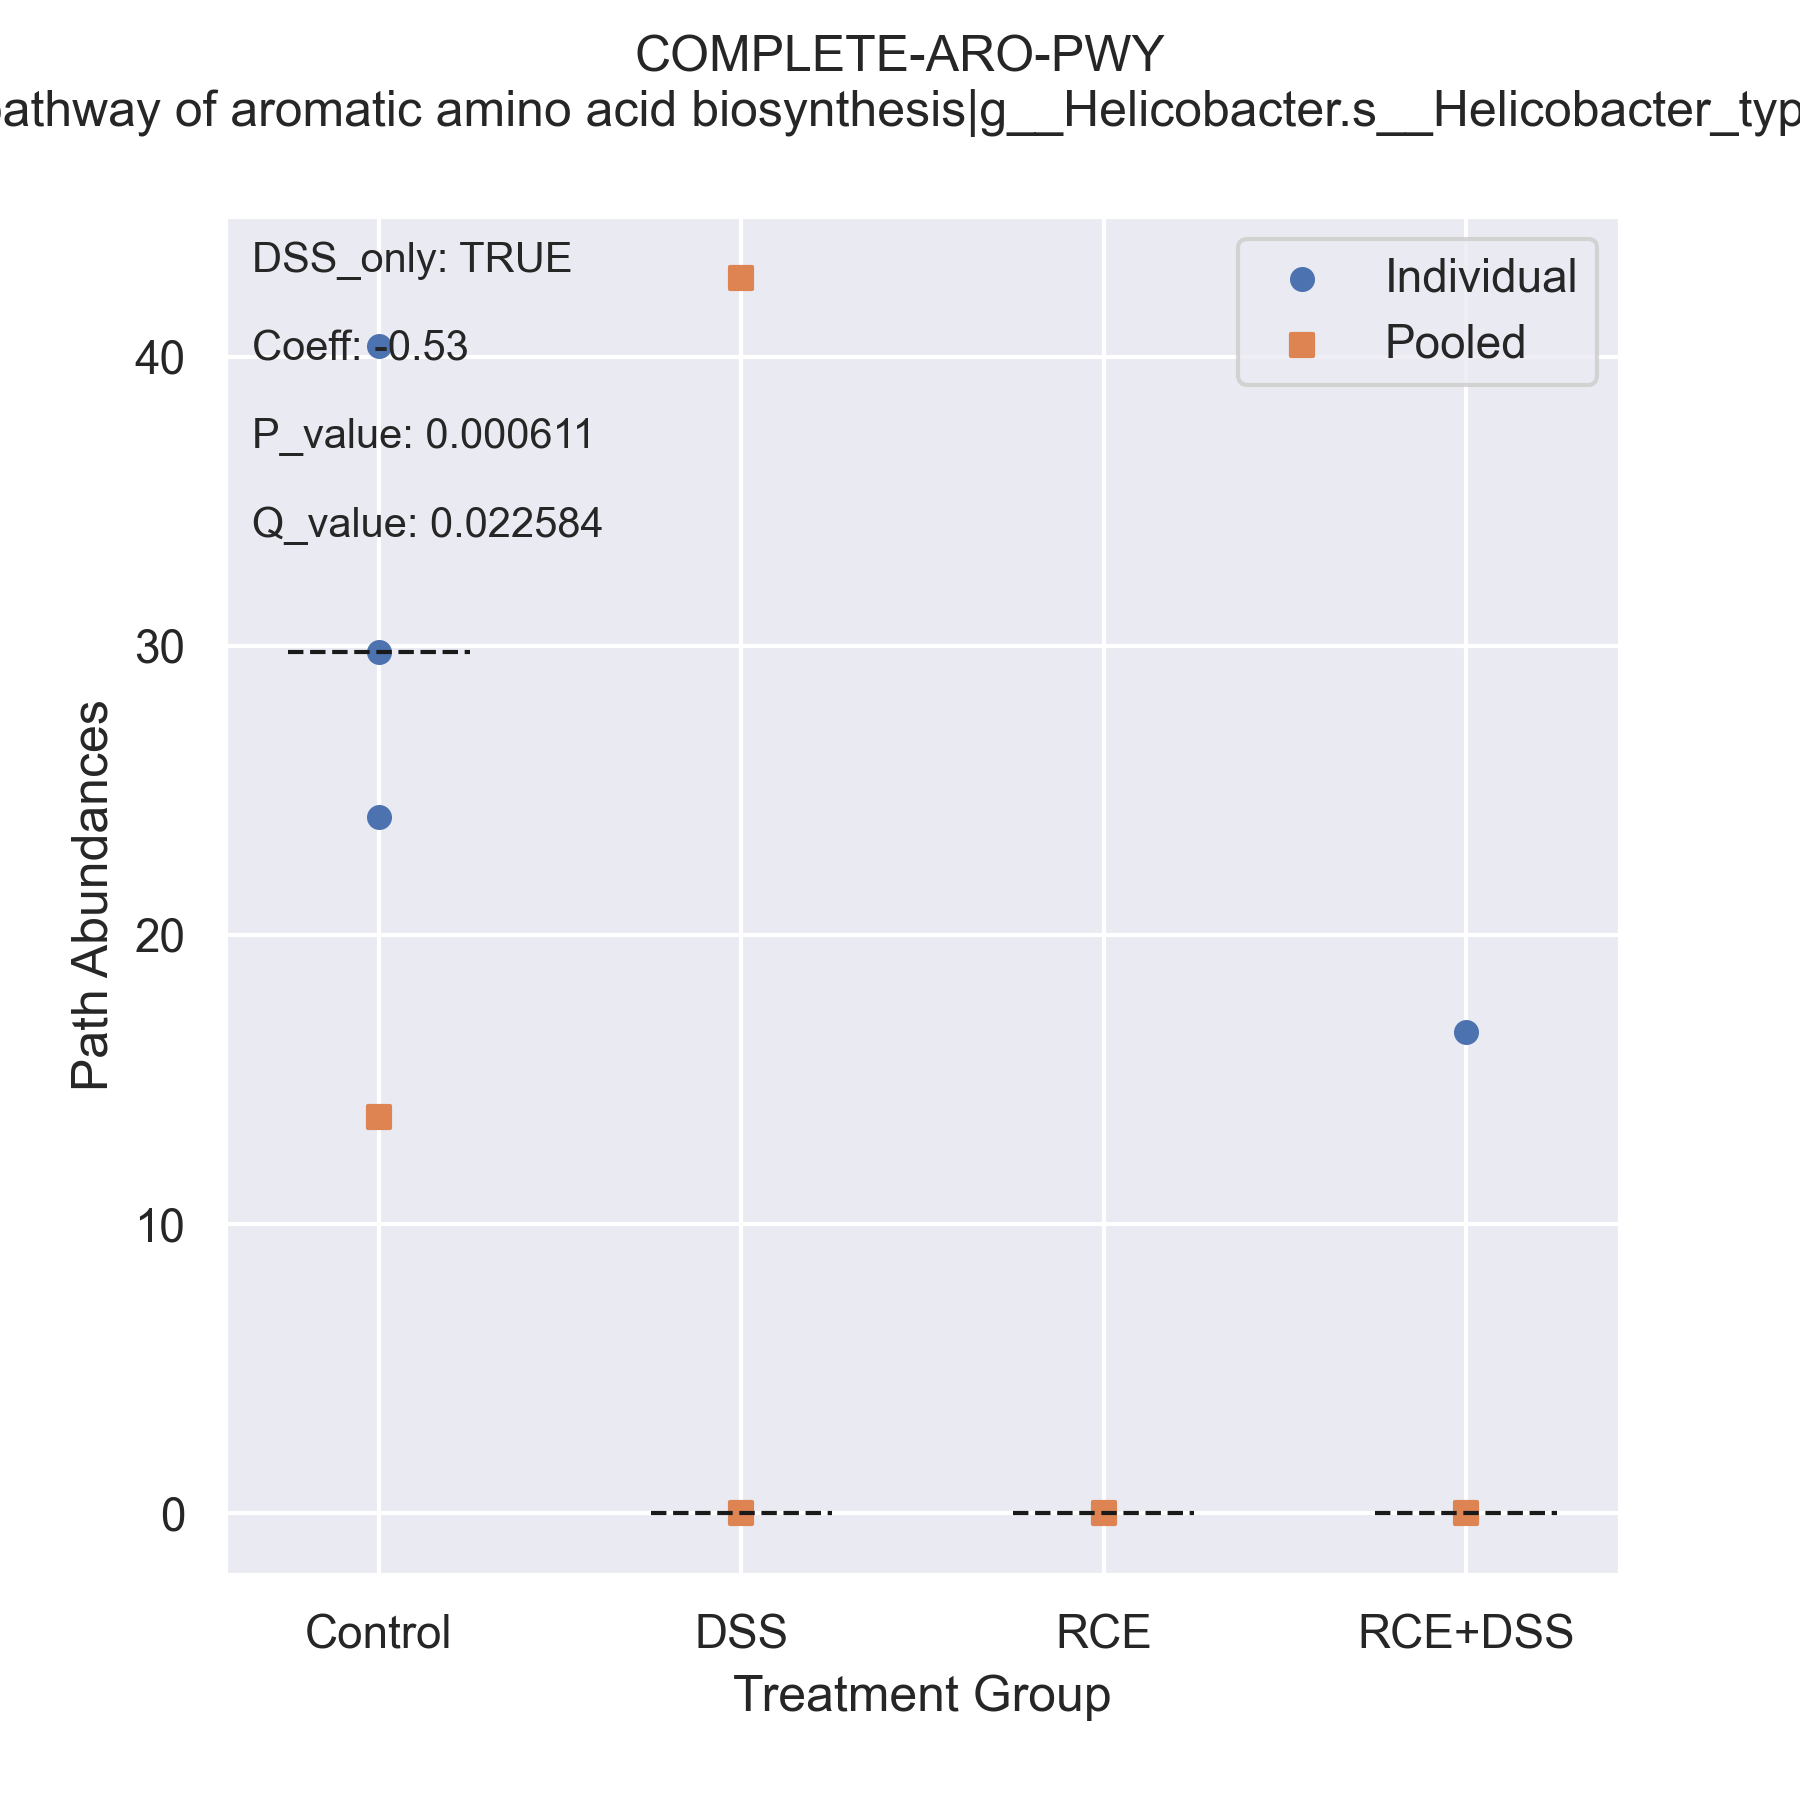 COMPLETE-ARO-PWY
pathway of aromatic amino acid biosynthesis|g__Helicobacter.s__Helicobacter_typ
DSS_only: TRUE
Coeff: -0.53
P_value: 0.000611
Q_value: 0.022584
Individual
Pooled
40
30
20
10
0
Path Abundances
Control
DSS
RCE
RCE+DSS
Treatment Group